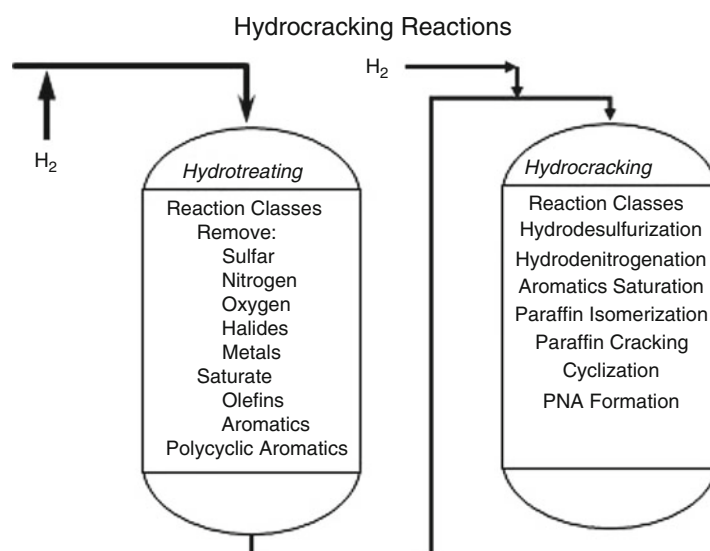 Hydrocracking Reactions
H2
H2
Hydrotreating
Reaction Classes
Remove:
Sulfar
Nitrogen
Oxygen
Halides
Metals
Saturate
Olefins
Aromatics
Polycyclic Aromatics
Hydrocracking
Reaction Classes
Hydrodesulfurization
Hydrodenitrogenation
Aromatics Saturation
Paraffin Isomerization
Paraffin Cracking
Cyclization
PNA Formation